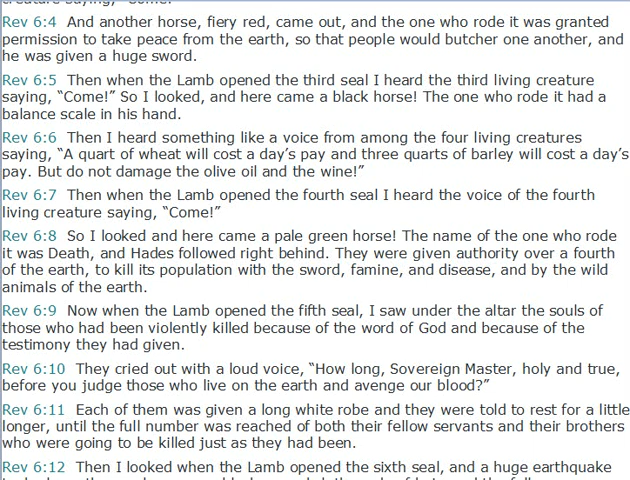 creature saying, "Come!"
Rev 6:4 And another horse, fiery red, came out, and the one who rode it was granted
permission to take peace from the earth, so that people would butcher one another, and
he was given a huge sword.
Rev 6:5 Then when the Lamb opened the third seal I heard the third living creature
saying, “Come!” So I looked, and here came a black horse! The one who rode it had a
balance scale in his hand.
Rev 6:6 Then I heard something like a voice from among the four living creatures
saying, “A quart of wheat will cost a day’s pay and three quarts of barley will cost a day’s
pay. But do not damage the olive oil and the wine!”
Rev 6:7 Then when the Lamb opened the fourth seal I heard the voice of the fourth
living creature saying, “Come!”
Rev 6:8 So I looked and here came a pale green horse! The name of the one who rode
it was Death, and Hades followed right behind. They were given authority over a fourth
of the earth, to kill its population with the sword, famine, and disease, and by the wild
animals of the earth.
Rev 6:9 Now when the Lamb opened the fifth seal, I saw under the altar the souls of
those who had been violently killed because of the word of God and because of the
testimony they had given.
Rev 6:10 They cried out with a loud voice, “How long, Sovereign Master, holy and true,
before you judge those who live on the earth and avenge our blood?”
Rev 6:11 Each of them was given a long white robe and they were told to rest for a little
longer, until the full number was reached of both their fellow servants and their brothers
who were going to be killed just as they had been.
Rev 6:12 Then I looked when the Lamb opened the sixth seal, and a huge earthquake